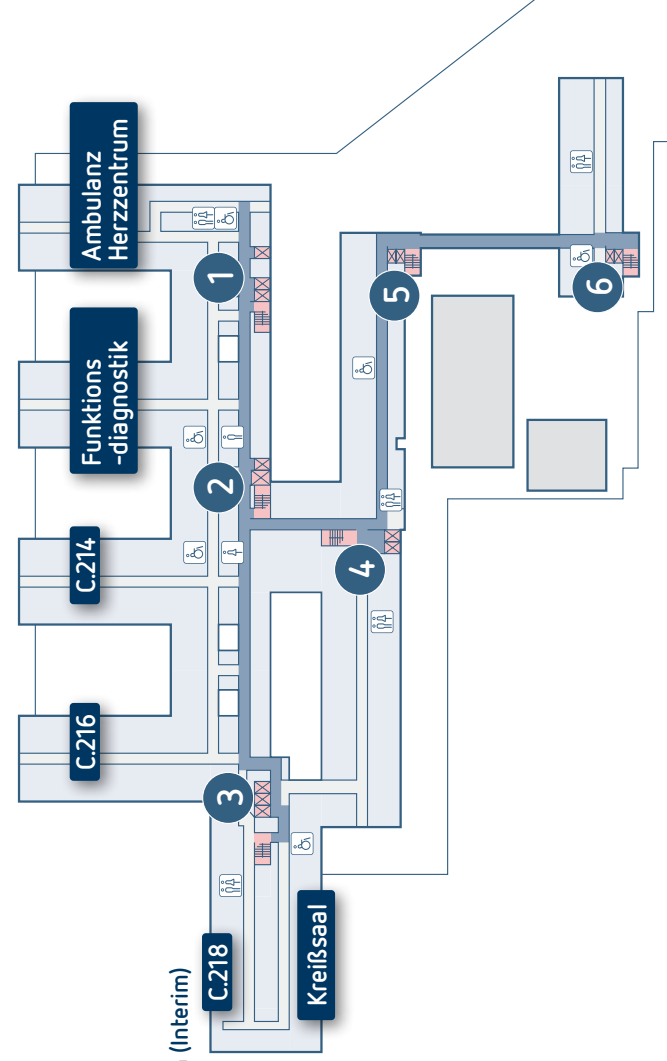 C.216
C.214
Funktions
-diagnostik
Ambulanz
Herzzentrum
(Interim)
C.218
3
2
1
Kreißsaal
4
5
6